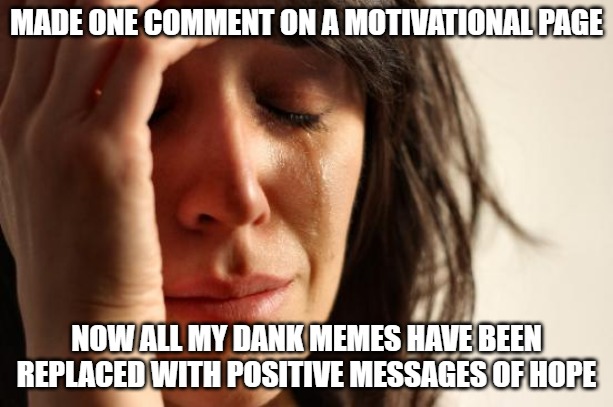 MADE ONE COMMENT ON A MOTIVATIONAL PAGE
NOW ALL MY DANK MEMES HAVE BEEN
REPLACED WITH POSITIVE MESSAGES OF HOPE